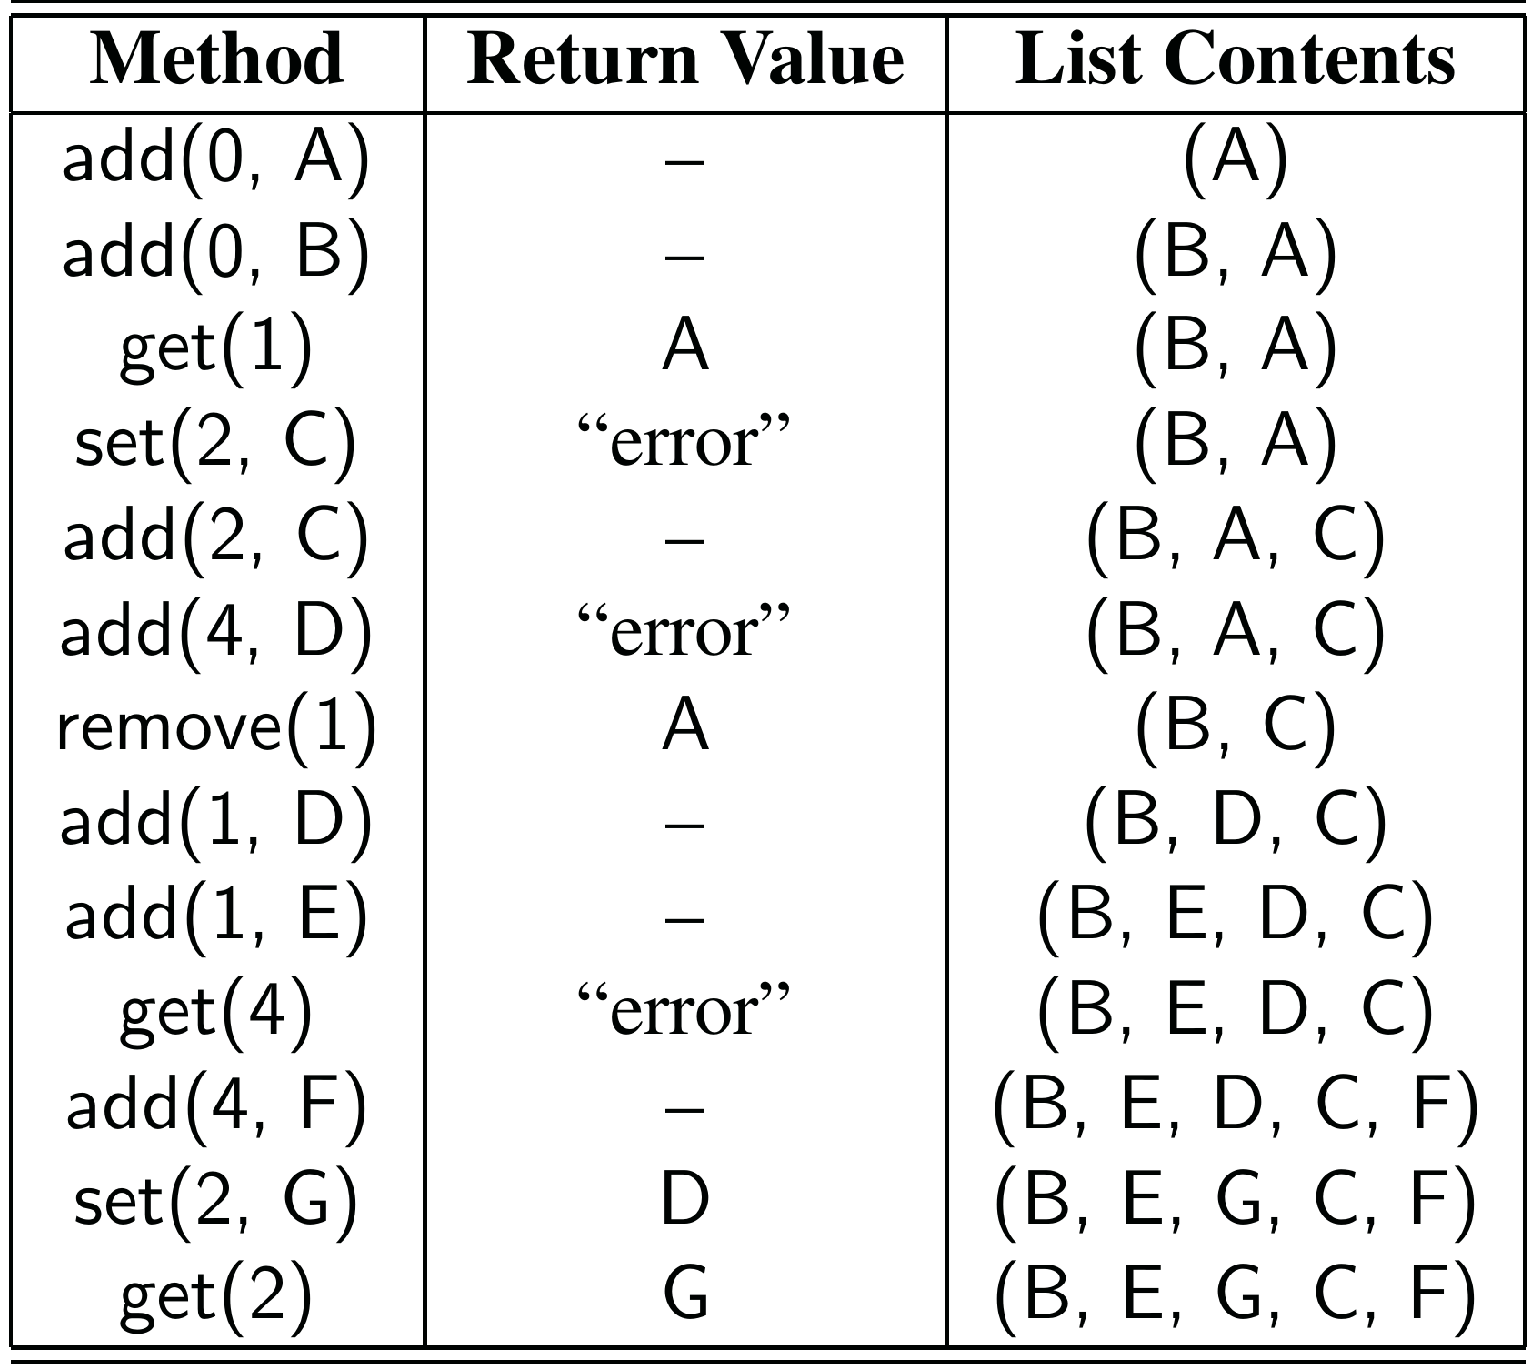 Method Return Value List Contents
add(0, A) – (A)
add(0, B) – (B, A)
get(1) A (B, A)
set(2, C) “error” (B, A)
add(2, C) – (B, A, C)
add(4, D) “error” (B, A, C)
remove(1) A (B, C)
add(1, D) – (B, D, C)
add(1, E) – (B, E, D, C)
get(4) “error” (B, E, D, C)
add(4, F) – (B, E, D, C, F)
set(2, G) D (B, E, G, C, F)
get(2) G (B, E, G, C, F)